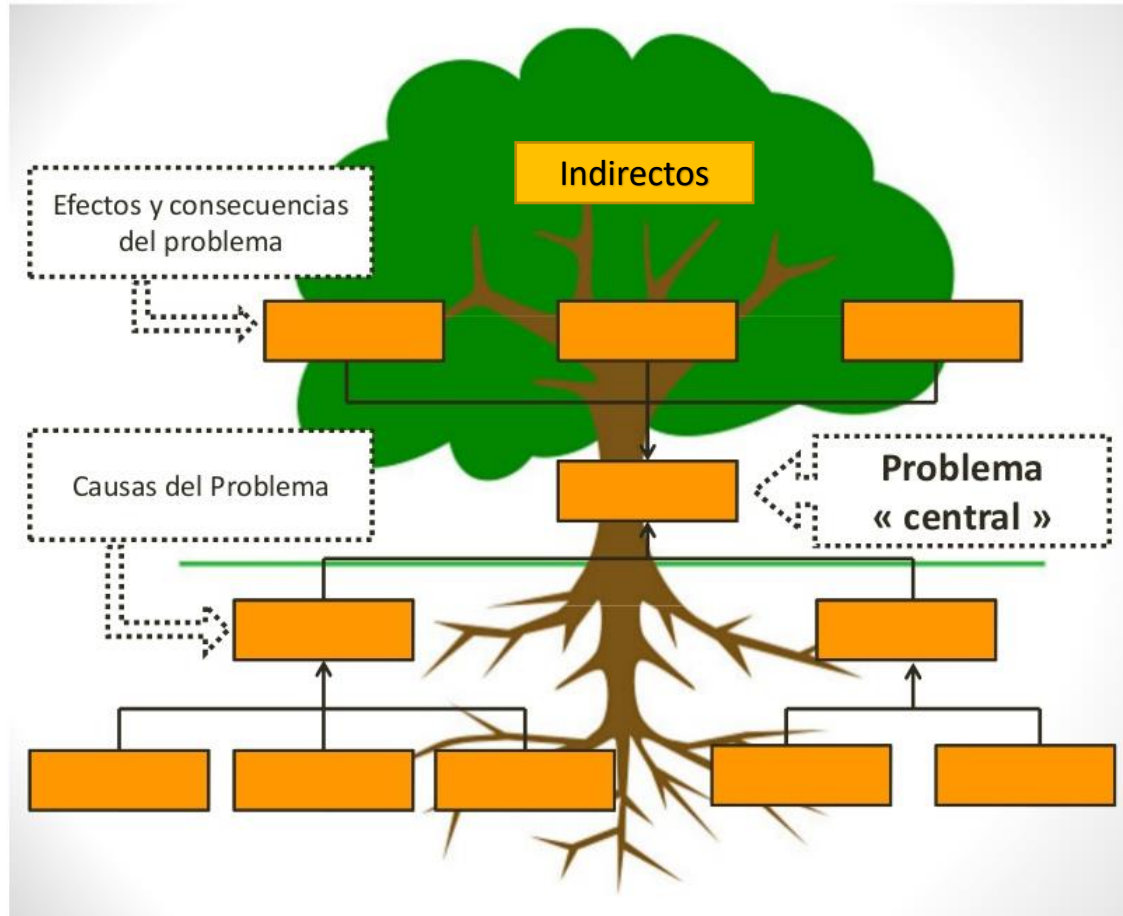 Indirectos
Efectos y consecuencias
del problema
Causas del Problema
Problema
« central »